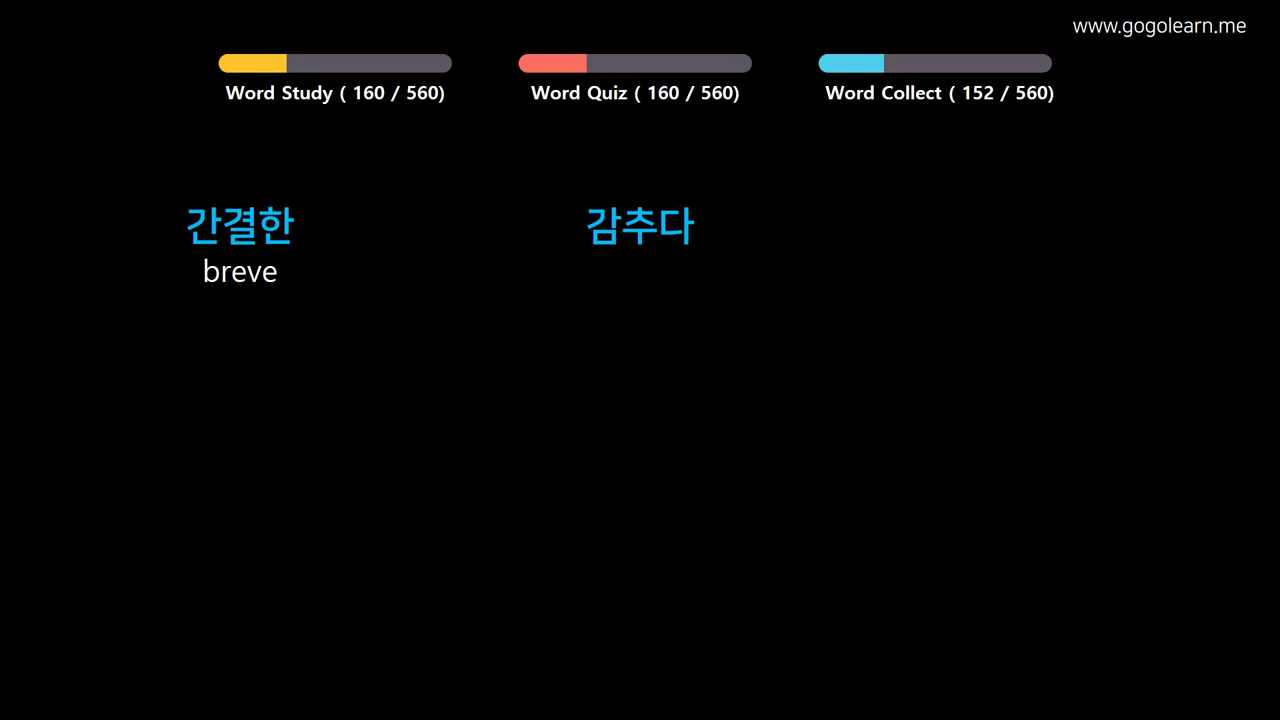 www.gogolearn.me
Word Study ( 160 / 560)
Word Quiz ( 160 / 560)
Word Collect ( 152 / 560)
간결한
breve
감추다